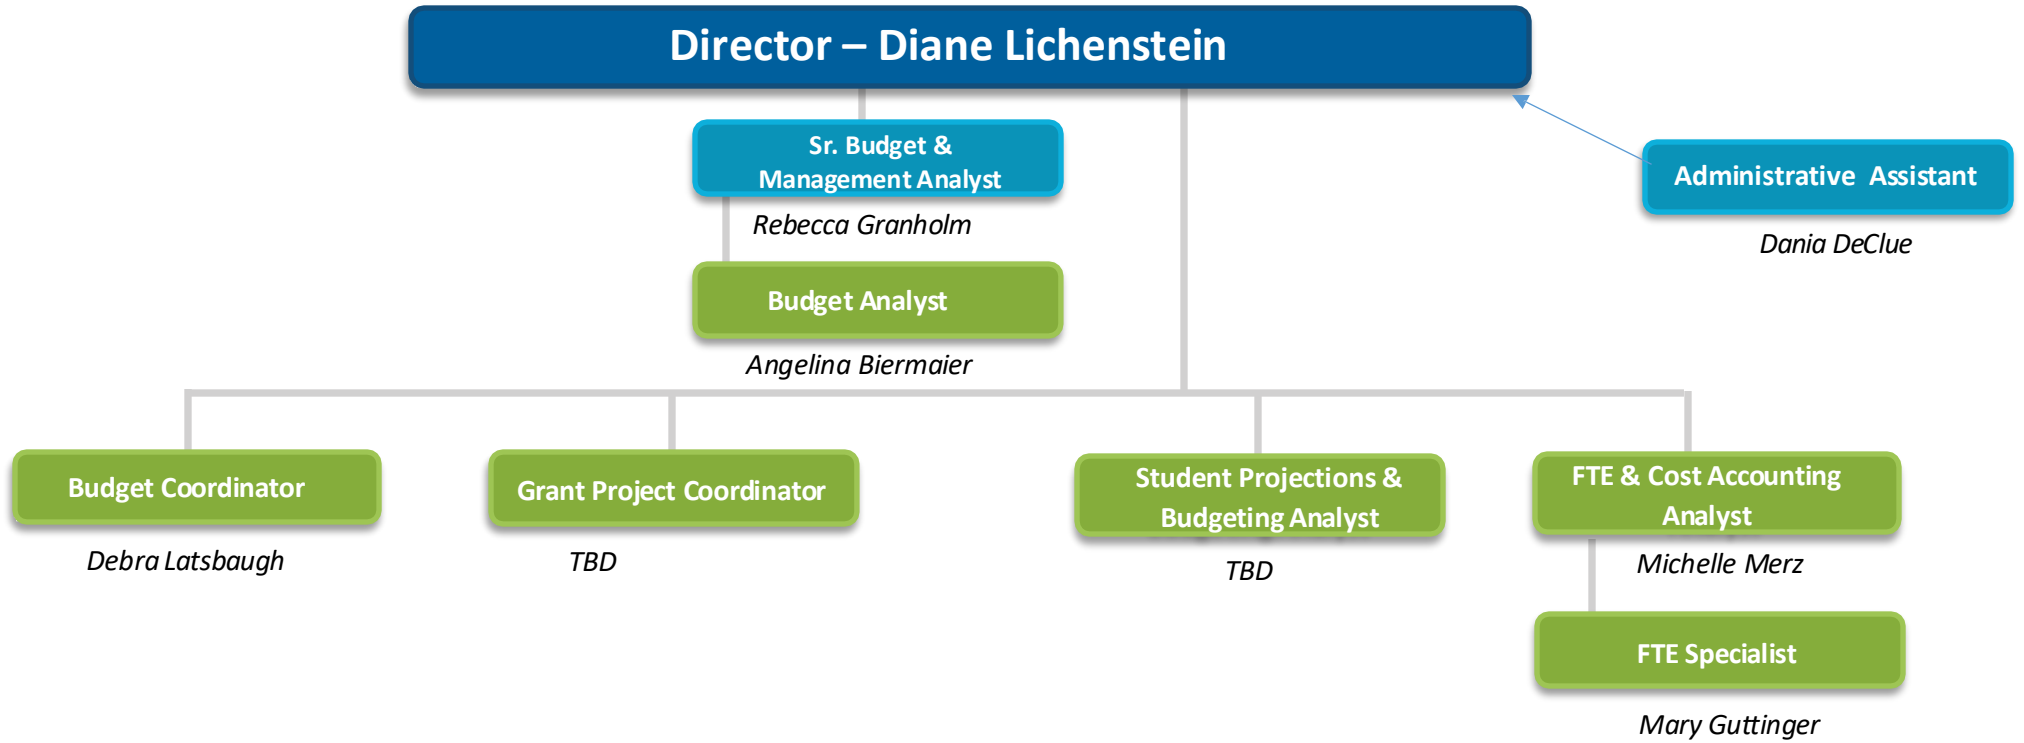 Director – Diane Lichenstein
Sr. Budget &
Management Analyst
Rebecca Granholm
Administrative Assistant
Dania DeClue
Budget Analyst
Angelina Biermaier
Budget Coordinator
Debra Latsbaugh
Grant Project Coordinator
TBD
Student Projections &
Budgeting Analyst
TBD
FTE & Cost Accounting
Analyst
Michelle Merz
FTE Specialist
Mary Guttinger